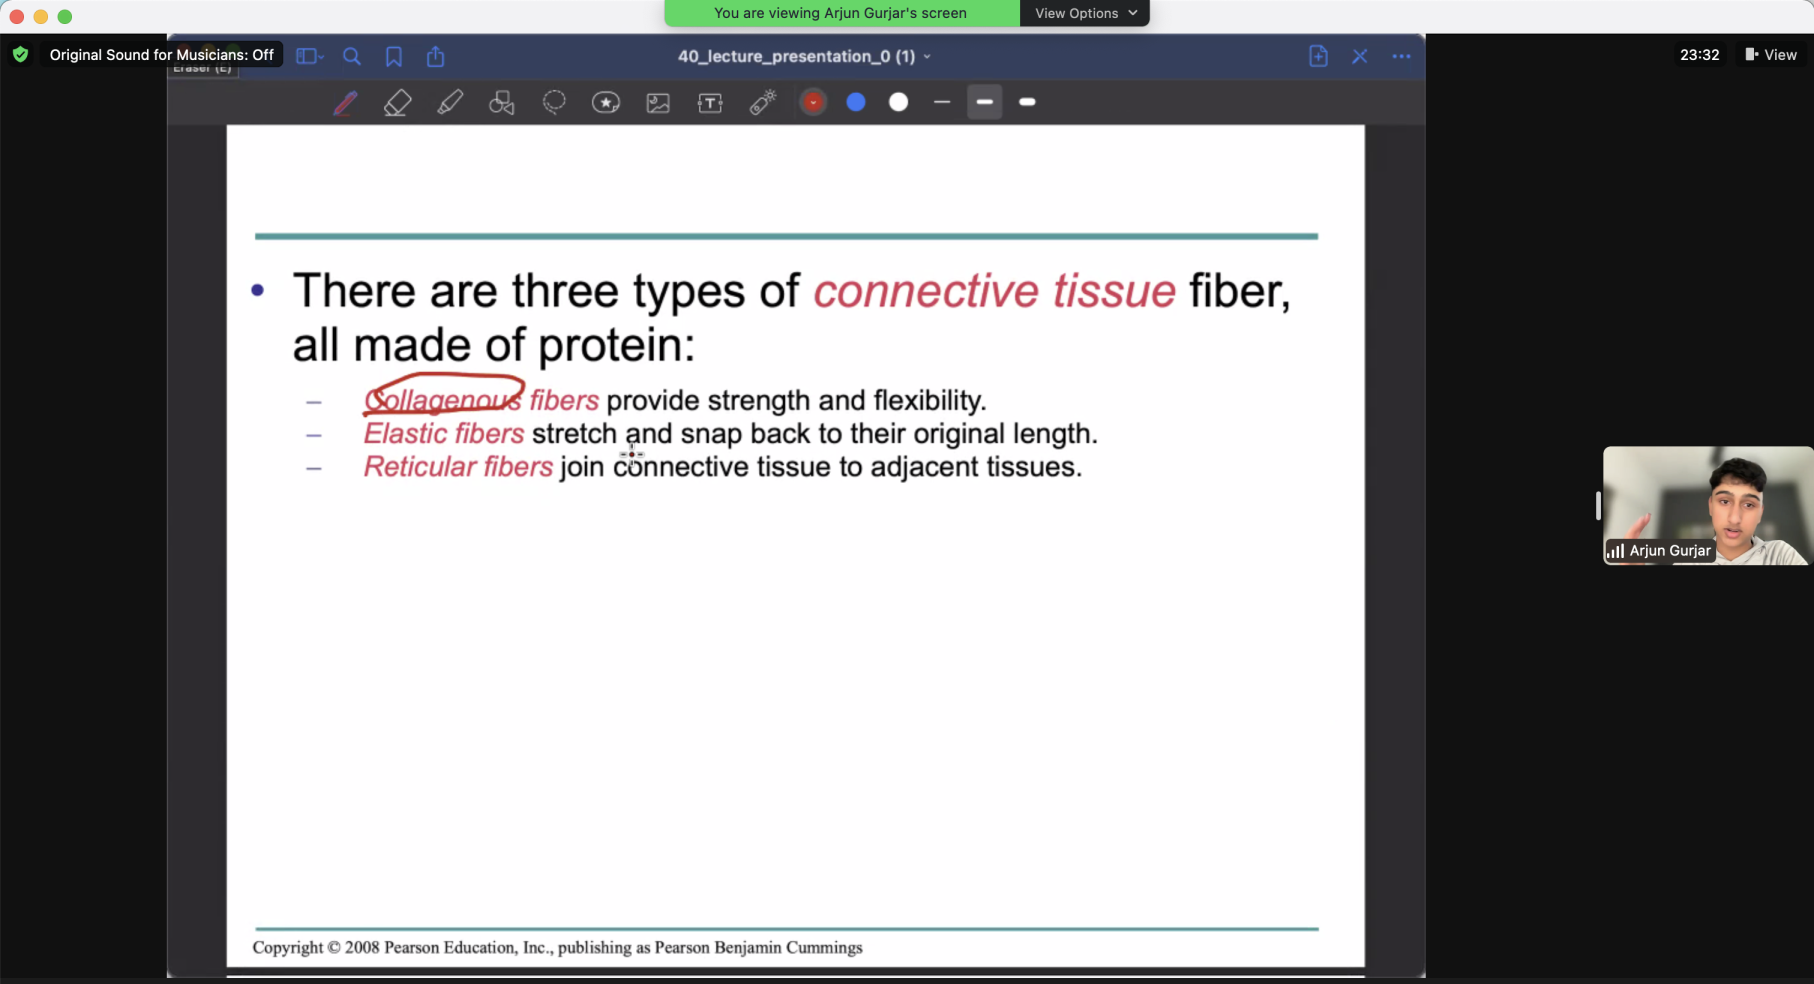 You are viewing Arjun Gurjar's screen
View Options
Original Sound for Musicians: Off
Eraser (E)
40_lecture_presentation_0 (1)
23:32
View
T
• There are three types of connective tissue fiber,
all made of protein:
– Collagenous fibers provide strength and flexibility.
– Elastic fibers stretch and snap back to their original length.
– Reticular fibers join connective tissue to adjacent tissues.
Arjun Gurjar
Copyright © 2008 Pearson Education, Inc., publishing as Pearson Benjamin Cummings